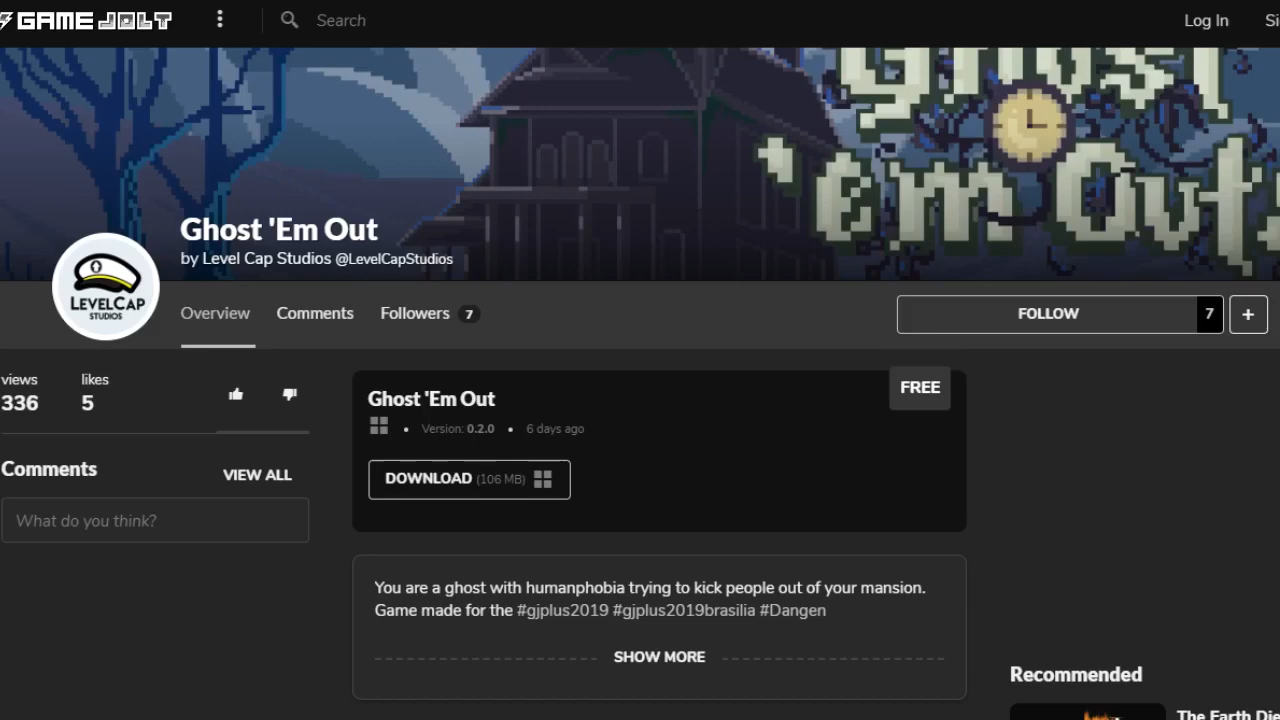 GAME JOLT
Search
Log In
Ghost
'em Out
Ghost 'Em Out
by Level Cap Studios @LevelCapStudios
LEVELCAP
STUDIOS
Overview
Comments
Followers 7
FOLLOW 7
+
views
likes
336
5
Ghost 'Em Out
FREE
Version: 0.2.0 • 6 days ago
DOWNLOAD (106 MB)
Comments
VIEW ALL
What do you think?
You are a ghost with humanphobia trying to kick people out of your mansion.
Game made for the #gjplus2019 #gjplus2019brasilia #Dangen
SHOW MORE
Recommended
The Earth Die